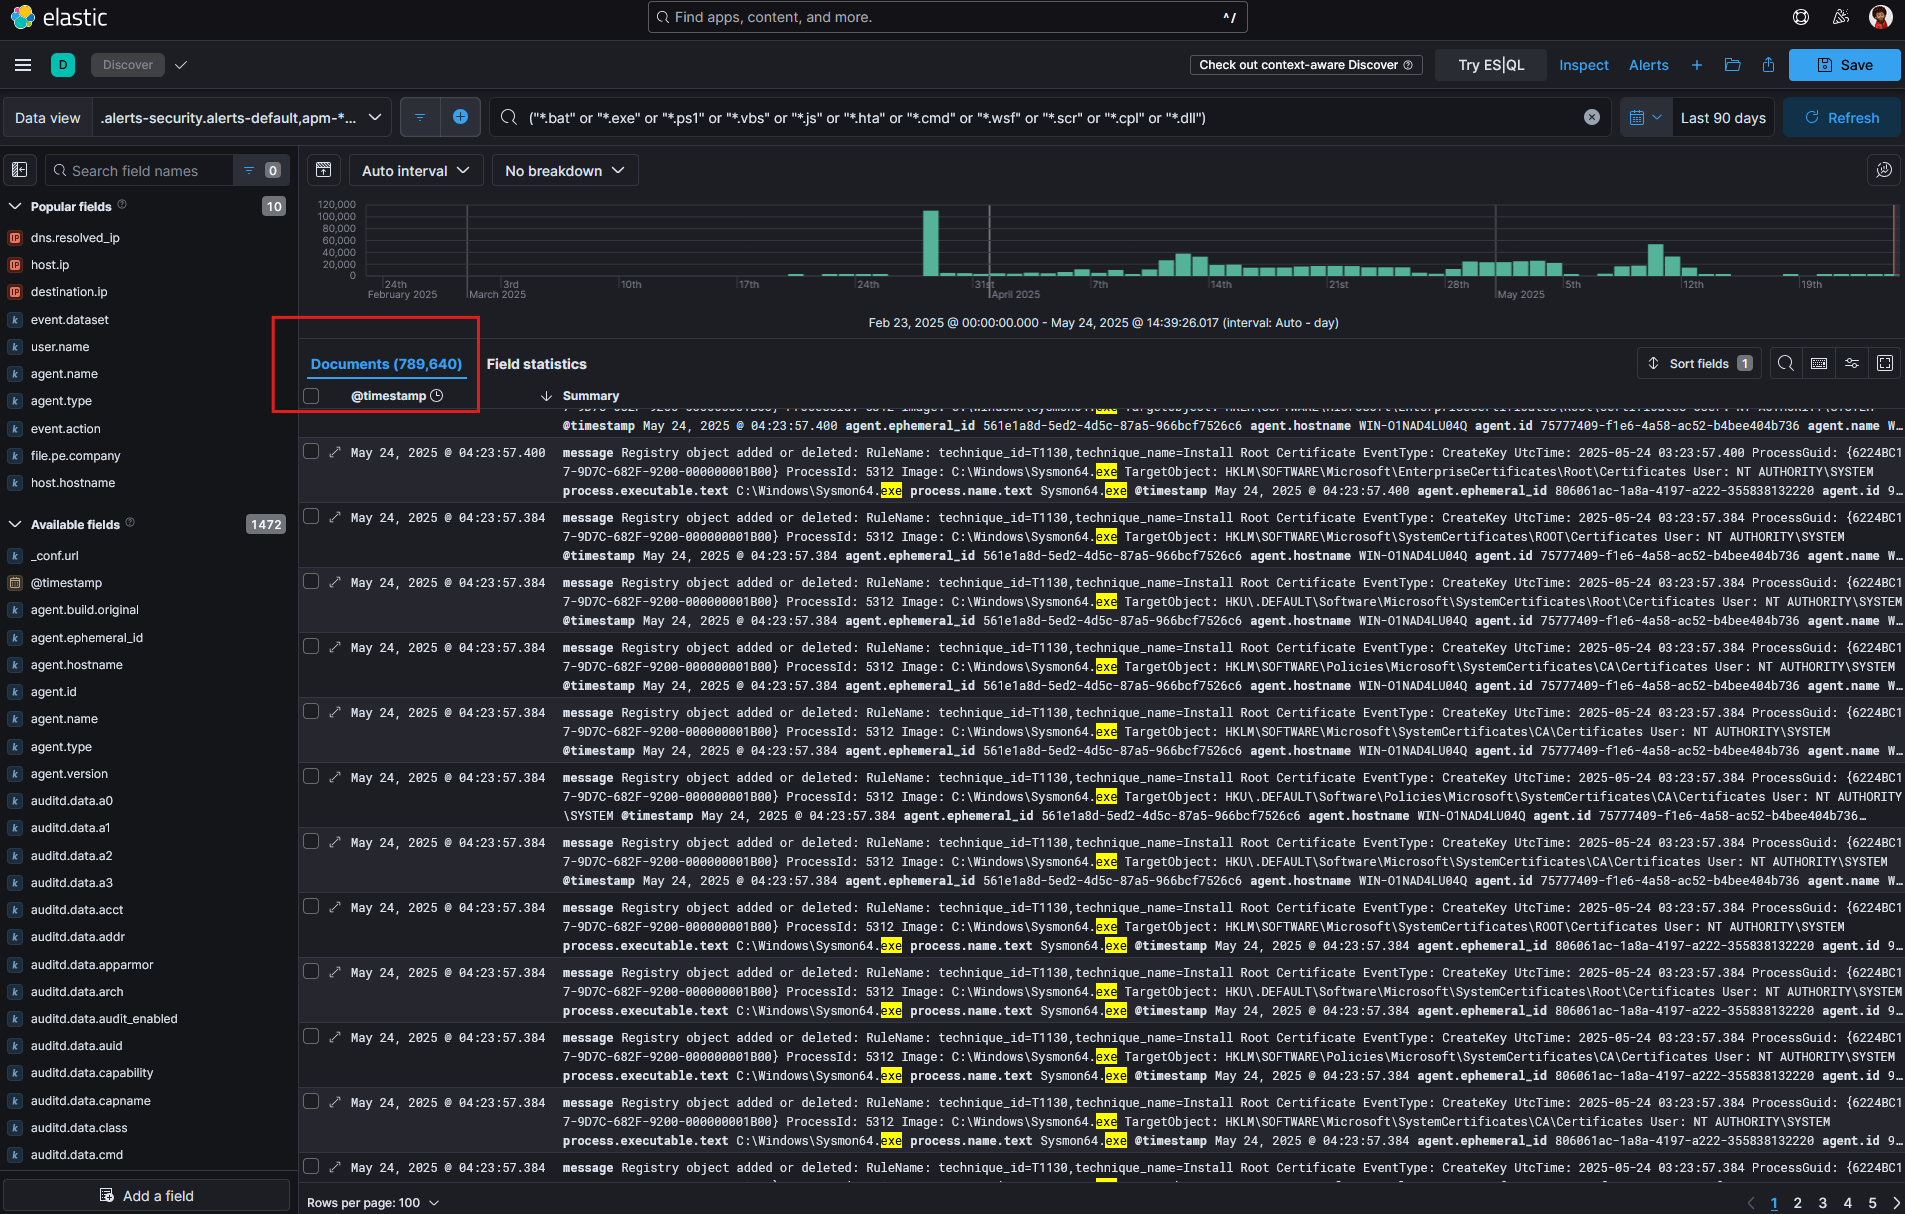 elastic
Find apps, content, and more.
^/
D
Discover
Check out context-aware Discover
Try ES|QL
Inspect
Alerts
Save
Data view
.alerts-security.alerts-default,apm-*...
("*.bat" or "*.exe" or "*.ps1" or "*.vbs" or "*.js" or "*.hta" or "*.cmd" or "*.wsf" or "*.scr" or "*.cpl" or "*.dll")
Last 90 days
Refresh
Search field names
0
Auto interval
No breakdown
Popular fields
10
dns.resolved_ip
host.ip
destination.ip
event.dataset
user.name
agent.name
agent.type
event.action
file.pe.company
host.hostname
Available fields
1472
_conf.url
@timestamp
agent.build.original
agent.ephemeral_id
agent.hostname
agent.id
agent.name
agent.type
agent.version
auditd.data.a0
auditd.data.a1
auditd.data.a2
auditd.data.a3
auditd.data.acct
auditd.data.addr
auditd.data.apparmor
auditd.data.arch
auditd.data.audit_enabled
auditd.data.auid
auditd.data.capability
auditd.data.capname
auditd.data.class
auditd.data.cmd
Add a field
120,000
100,000
80,000
60,000
40,000
20,000
0
24th
3rd
10th
17th
24th
31st
7th
14th
21st
28th
5th
12th
19th
February 2025
March 2025
April 2025
May 2025
Feb 23, 2025 @ 00:00:00.000 - May 24, 2025 @ 14:39:26.017 (interval: Auto - day)
Documents (789,640)
Field statistics
Sort fields 1
@timestamp
Summary
@timestamp May 24, 2025 @ 04:23:57.400 agent.ephemeral_id 561e1a8d-5ed2-4d5c-87a5-966bcf7526c6 agent.hostname WIN-O1NAD4LU04Q agent.id 75777409-f1e6-4a58-ac52-b4bee404b736 agent.name W…
May 24, 2025 @ 04:23:57.400 message Registry object added or deleted: RuleName: technique_id=T1130,technique_name=Install Root Certificate EventType: CreateKey UtcTime: 2025-05-24 03:23:57.400 ProcessGuid: {6224BC1
7-9D7C-682F-9200-000000001B00} ProcessId: 5312 Image: C:\Windows\Sysmon64.exe TargetObject: HKLM\SOFTWARE\Microsoft\EnterpriseCertificates\Root\Certificates User: NT AUTHORITY\SYSTEM
process.executable.text C:\Windows\Sysmon64.exe process.name.text Sysmon64.exe @timestamp May 24, 2025 @ 04:23:57.400 agent.ephemeral_id 806061ac-1a8a-4197-a222-355838132220 agent.id 9…
May 24, 2025 @ 04:23:57.384 message Registry object added or deleted: RuleName: technique_id=T1130,technique_name=Install Root Certificate EventType: CreateKey UtcTime: 2025-05-24 03:23:57.384 ProcessGuid: {6224BC1
7-9D7C-682F-9200-000000001B00} ProcessId: 5312 Image: C:\Windows\Sysmon64.exe TargetObject: HKLM\SOFTWARE\Microsoft\SystemCertificates\ROOT\Certificates User: NT AUTHORITY\SYSTEM
@timestamp May 24, 2025 @ 04:23:57.384 agent.ephemeral_id 561e1a8d-5ed2-4d5c-87a5-966bcf7526c6 agent.hostname WIN-O1NAD4LU04Q agent.id 75777409-f1e6-4a58-ac52-b4bee404b736 agent.name W…
May 24, 2025 @ 04:23:57.384 message Registry object added or deleted: RuleName: technique_id=T1130,technique_name=Install Root Certificate EventType: CreateKey UtcTime: 2025-05-24 03:23:57.384 ProcessGuid: {6224BC1
7-9D7C-682F-9200-000000001B00} ProcessId: 5312 Image: C:\Windows\Sysmon64.exe TargetObject: HKU\.DEFAULT\Software\Microsoft\SystemCertificates\Root\Certificates User: NT AUTHORITY\SYSTEM
@timestamp May 24, 2025 @ 04:23:57.384 agent.ephemeral_id 561e1a8d-5ed2-4d5c-87a5-966bcf7526c6 agent.hostname WIN-O1NAD4LU04Q agent.id 75777409-f1e6-4a58-ac52-b4bee404b736 agent.name W…
May 24, 2025 @ 04:23:57.384 message Registry object added or deleted: RuleName: technique_id=T1130,technique_name=Install Root Certificate EventType: CreateKey UtcTime: 2025-05-24 03:23:57.384 ProcessGuid: {6224BC1
7-9D7C-682F-9200-000000001B00} ProcessId: 5312 Image: C:\Windows\Sysmon64.exe TargetObject: HKLM\SOFTWARE\Policies\Microsoft\SystemCertificates\CA\Certificates User: NT AUTHORITY\SYSTEM
@timestamp May 24, 2025 @ 04:23:57.384 agent.ephemeral_id 561e1a8d-5ed2-4d5c-87a5-966bcf7526c6 agent.hostname WIN-O1NAD4LU04Q agent.id 75777409-f1e6-4a58-ac52-b4bee404b736 agent.name W…
May 24, 2025 @ 04:23:57.384 message Registry object added or deleted: RuleName: technique_id=T1130,technique_name=Install Root Certificate EventType: CreateKey UtcTime: 2025-05-24 03:23:57.384 ProcessGuid: {6224BC1
7-9D7C-682F-9200-000000001B00} ProcessId: 5312 Image: C:\Windows\Sysmon64.exe TargetObject: HKLM\SOFTWARE\Microsoft\SystemCertificates\CA\Certificates User: NT AUTHORITY\SYSTEM
@timestamp May 24, 2025 @ 04:23:57.384 agent.ephemeral_id 561e1a8d-5ed2-4d5c-87a5-966bcf7526c6 agent.hostname WIN-O1NAD4LU04Q agent.id 75777409-f1e6-4a58-ac52-b4bee404b736 agent.name W…
May 24, 2025 @ 04:23:57.384 message Registry object added or deleted: RuleName: technique_id=T1130,technique_name=Install Root Certificate EventType: CreateKey UtcTime: 2025-05-24 03:23:57.384 ProcessGuid: {6224BC1
7-9D7C-682F-9200-000000001B00} ProcessId: 5312 Image: C:\Windows\Sysmon64.exe TargetObject: HKU\.DEFAULT\Software\Policies\Microsoft\SystemCertificates\CA\Certificates User: NT AUTHORITY
\SYSTEM @timestamp May 24, 2025 @ 04:23:57.384 agent.ephemeral_id 561e1a8d-5ed2-4d5c-87a5-966bcf7526c6 agent.hostname WIN-O1NAD4LU04Q agent.id 75777409-f1e6-4a58-ac52-b4bee404b736…
May 24, 2025 @ 04:23:57.384 message Registry object added or deleted: RuleName: technique_id=T1130,technique_name=Install Root Certificate EventType: CreateKey UtcTime: 2025-05-24 03:23:57.384 ProcessGuid: {6224BC1
7-9D7C-682F-9200-000000001B00} ProcessId: 5312 Image: C:\Windows\Sysmon64.exe TargetObject: HKU\.DEFAULT\Software\Microsoft\SystemCertificates\CA\Certificates User: NT AUTHORITY\SYSTEM
@timestamp May 24, 2025 @ 04:23:57.384 agent.ephemeral_id 561e1a8d-5ed2-4d5c-87a5-966bcf7526c6 agent.hostname WIN-O1NAD4LU04Q agent.id 75777409-f1e6-4a58-ac52-b4bee404b736 agent.name W…
May 24, 2025 @ 04:23:57.384 message Registry object added or deleted: RuleName: technique_id=T1130,technique_name=Install Root Certificate EventType: CreateKey UtcTime: 2025-05-24 03:23:57.384 ProcessGuid: {6224BC1
7-9D7C-682F-9200-000000001B00} ProcessId: 5312 Image: C:\Windows\Sysmon64.exe TargetObject: HKLM\SOFTWARE\Microsoft\SystemCertificates\ROOT\Certificates User: NT AUTHORITY\SYSTEM
process.executable.text C:\Windows\Sysmon64.exe process.name.text Sysmon64.exe @timestamp May 24, 2025 @ 04:23:57.384 agent.ephemeral_id 806061ac-1a8a-4197-a222-355838132220 agent.id 9…
May 24, 2025 @ 04:23:57.384 message Registry object added or deleted: RuleName: technique_id=T1130,technique_name=Install Root Certificate EventType: CreateKey UtcTime: 2025-05-24 03:23:57.384 ProcessGuid: {6224BC1
7-9D7C-682F-9200-000000001B00} ProcessId: 5312 Image: C:\Windows\Sysmon64.exe TargetObject: HKU\.DEFAULT\Software\Microsoft\SystemCertificates\Root\Certificates User: NT AUTHORITY\SYSTEM
process.executable.text C:\Windows\Sysmon64.exe process.name.text Sysmon64.exe @timestamp May 24, 2025 @ 04:23:57.384 agent.ephemeral_id 806061ac-1a8a-4197-a222-355838132220 agent.id 9…
May 24, 2025 @ 04:23:57.384 message Registry object added or deleted: RuleName: technique_id=T1130,technique_name=Install Root Certificate EventType: CreateKey UtcTime: 2025-05-24 03:23:57.384 ProcessGuid: {6224BC1
7-9D7C-682F-9200-000000001B00} ProcessId: 5312 Image: C:\Windows\Sysmon64.exe TargetObject: HKLM\SOFTWARE\Policies\Microsoft\SystemCertificates\CA\Certificates User: NT AUTHORITY\SYSTEM
process.executable.text C:\Windows\Sysmon64.exe process.name.text Sysmon64.exe @timestamp May 24, 2025 @ 04:23:57.384 agent.ephemeral_id 806061ac-1a8a-4197-a222-355838132220 agent.id 9…
May 24, 2025 @ 04:23:57.384 message Registry object added or deleted: RuleName: technique_id=T1130,technique_name=Install Root Certificate EventType: CreateKey UtcTime: 2025-05-24 03:23:57.384 ProcessGuid: {6224BC1
7-9D7C-682F-9200-000000001B00} ProcessId: 5312 Image: C:\Windows\Sysmon64.exe TargetObject: HKLM\SOFTWARE\Microsoft\SystemCertificates\CA\Certificates User: NT AUTHORITY\SYSTEM
process.executable.text C:\Windows\Sysmon64.exe process.name.text Sysmon64.exe @timestamp May 24, 2025 @ 04:23:57.384 agent.ephemeral_id 806061ac-1a8a-4197-a222-355838132220 agent.id 9…
May 24, 2025 @ 04:23:57.384 message Registry object added or deleted: RuleName: technique_id=T1130,technique_name=Install Root Certificate EventType: CreateKey UtcTime: 2025-05-24 03:23:57.384 ProcessGuid: {6224BC1
Rows per page: 100
1 2 3 4 5